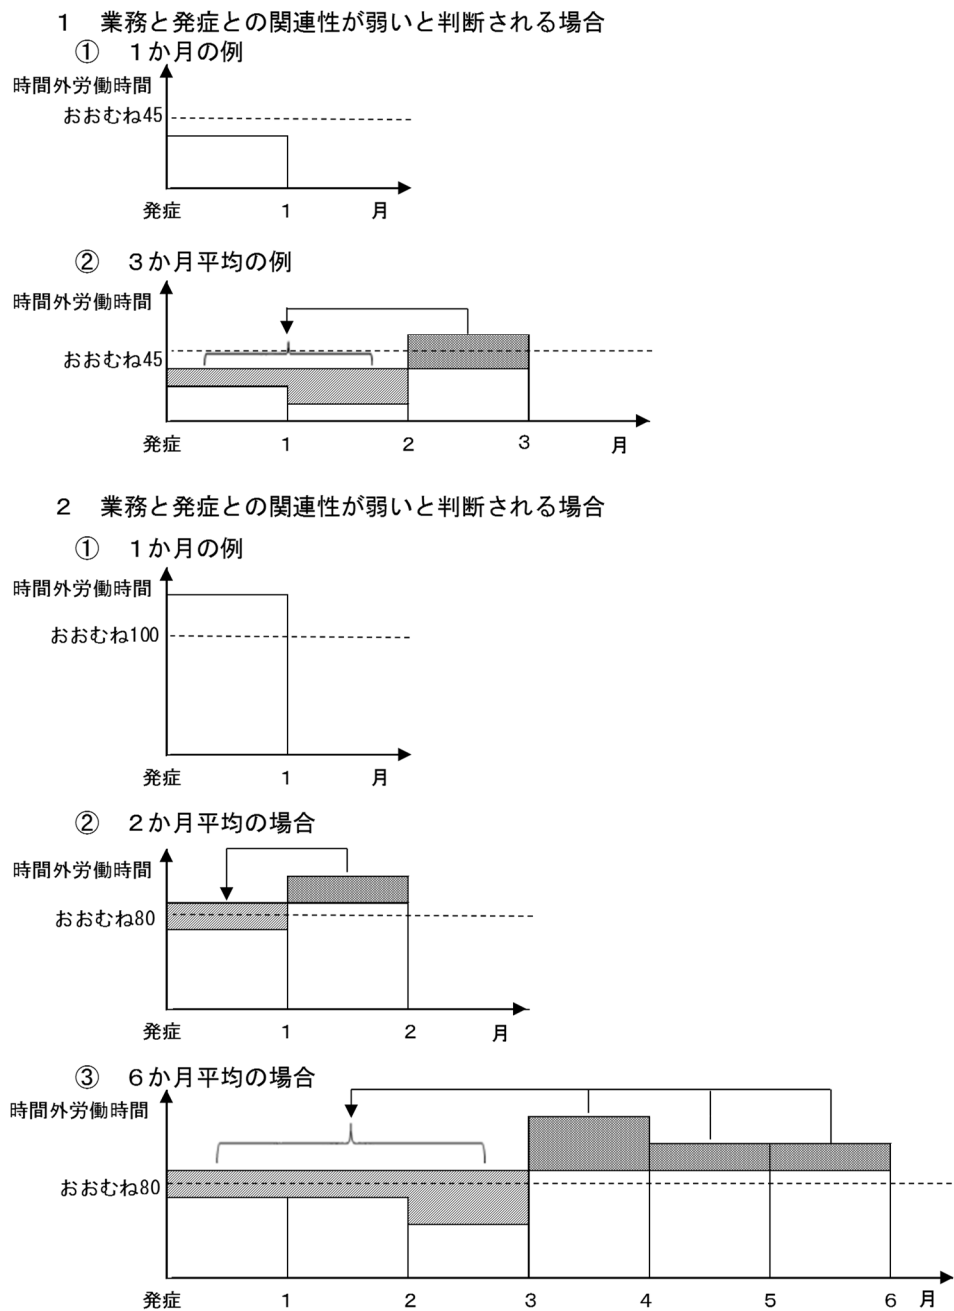 １　業務と発症との関連性が弱いと判断される場合
①　１か月の例
時間外労働時間
おおむね45
発症　1　月
②　３か月平均の例
時間外労働時間
おおむね45
発症　1　2　3　月
２　業務と発症との関連性が弱いと判断される場合
①　１か月の例
時間外労働時間
おおむね100
発症　1　月
②　２か月平均の場合
時間外労働時間
おおむね80
発症　1　2　月
③　６か月平均の場合
時間外労働時間
おおむね80
発症　1　2　3　4　5　6　月